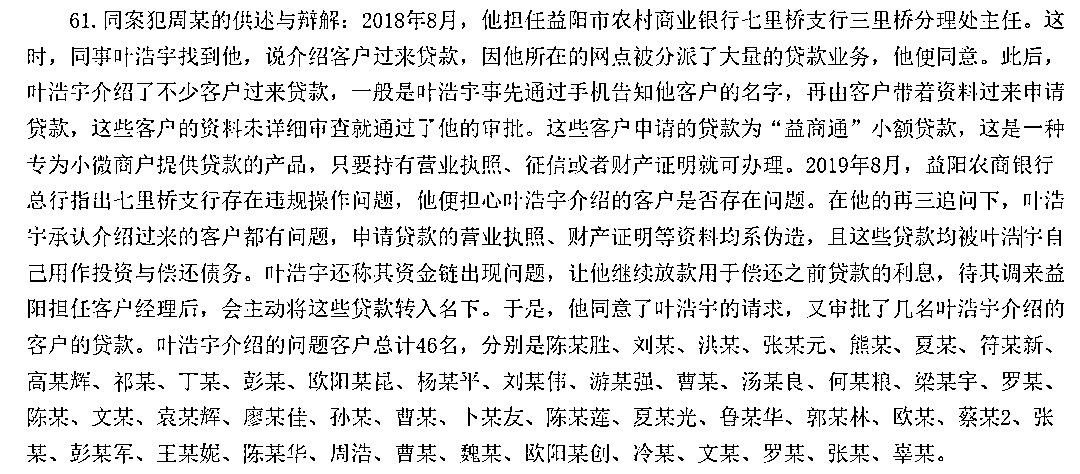 61.同案犯周某的供述与辩解：2018年8月，他担任益阳市农村商业银行七里桥支行三里桥分理处主任。这
时，同事叶浩宇找到他，说介绍客户过来贷款，因他所在的网点被分派了大量的贷款业务，他便同意。此后，
叶浩宇介绍了不少客户过来贷款，一般是叶浩宇事先通过手机告知他客户的名字，再由客户带着资料过来申请
贷款，这些客户的资料未详细审查就通过了他的审批。这些客户申请的贷款为“益商通”小额贷款，这是一种
专为小微商户提供贷款的产品，只要持有营业执照、征信或者财产证明就可办理。2019年8月，益阳农商银行
总行指出七里桥支行存在违规操作问题，他便担心叶浩宇介绍的客户是否存在问题。在他的再三追问下，叶浩
宇承认介绍过来的客户都有问题，申请贷款的营业执照、财产证明等资料均系伪造，且这些贷款均被叶浩宇自
己用作投资与偿还债务。叶浩宇还称其资金链出现问题，让他继续放款用于偿还之前贷款的利息，待其调来益
阳担任客户经理后，会主动将这些贷款转入名下。于是，他同意了叶浩宇的请求，又审批了几名叶浩宇介绍的
客户的贷款。叶浩宇介绍的问题客户总计46名，分别是陈某胜、刘某、洪某、张某元、熊某、夏某、符某新、
高某辉、祁某、丁某、彭某、欧阳某昆、杨某平、刘某伟、游某强、曹某、汤某良、何某粮、梁某宇、罗某、
陈某、文某、袁某辉、廖某佳、孙某、曹某、卜某友、陈某莲、夏某光、鲁某华、郭某林、欧某、蔡某2、张
某、彭某军、王某妮、陈某华、周浩、曹某、魏某、欧阳某创、冷某、文某、罗某、张某、辜某。